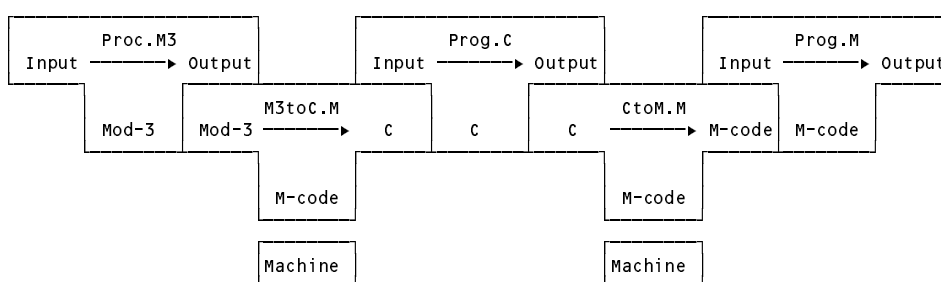 Proc.M3 Prog.C Prog.M
Input Output Input Output Input Output
M3toC.M CtoM.M
Mod-3 Mod-3 C C C M-code M-code
M-code M-code
Machine Machine